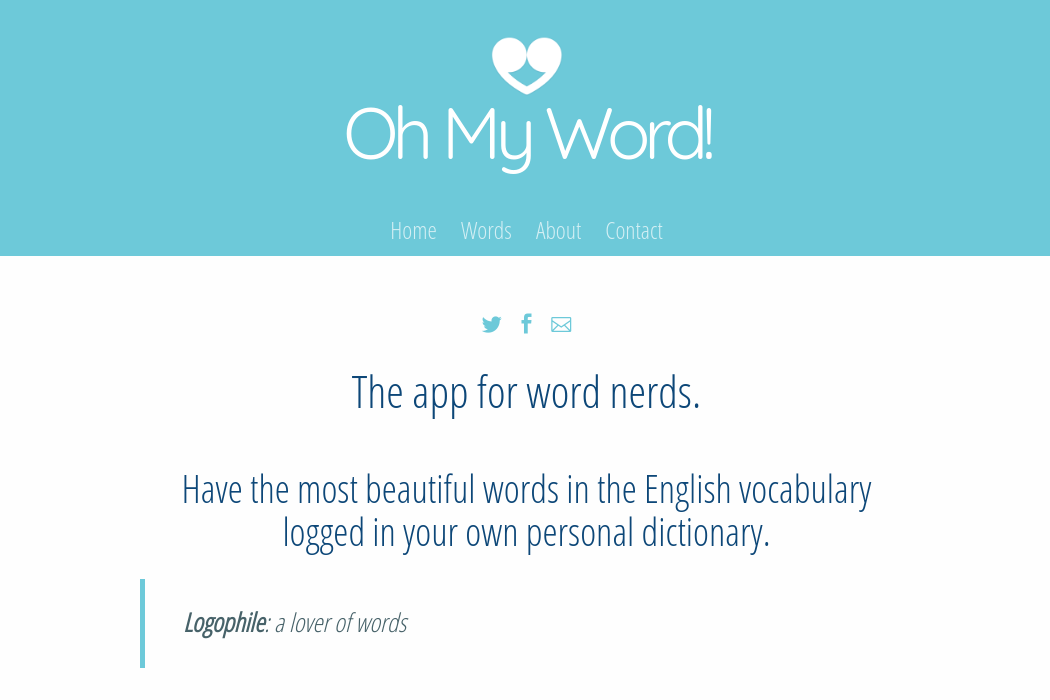 Oh My Word!
Home Words About Contact
The app for word nerds.
Have the most beautiful words in the English vocabulary
logged in your own personal dictionary.
Logophile: a lover of words